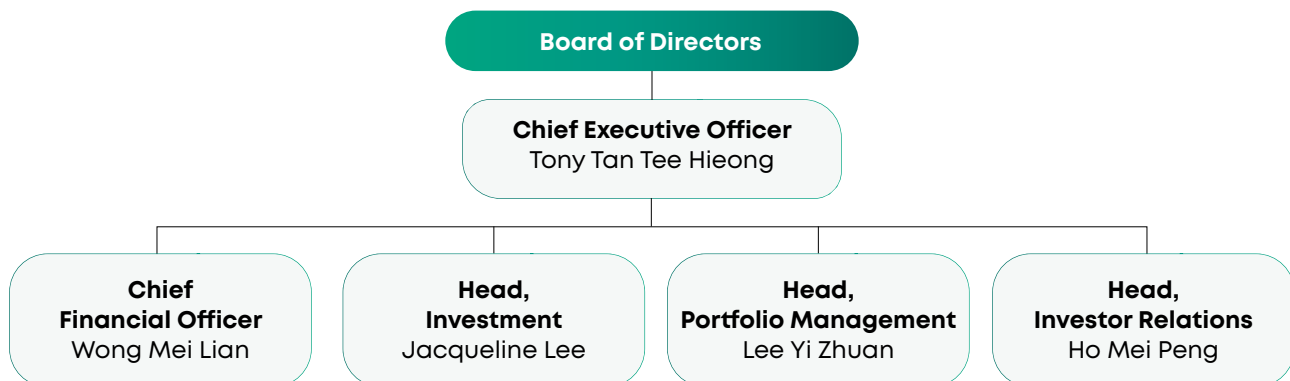 Board of Directors
Chief Executive Officer
Tony Tan Tee Hieong
Chief
Financial Officer
Wong Mei Lian
Head,
Investment
Jacqueline Lee
Head,
Portfolio Management
Lee Yi Zhuan
Head,
Investor Relations
Ho Mei Peng